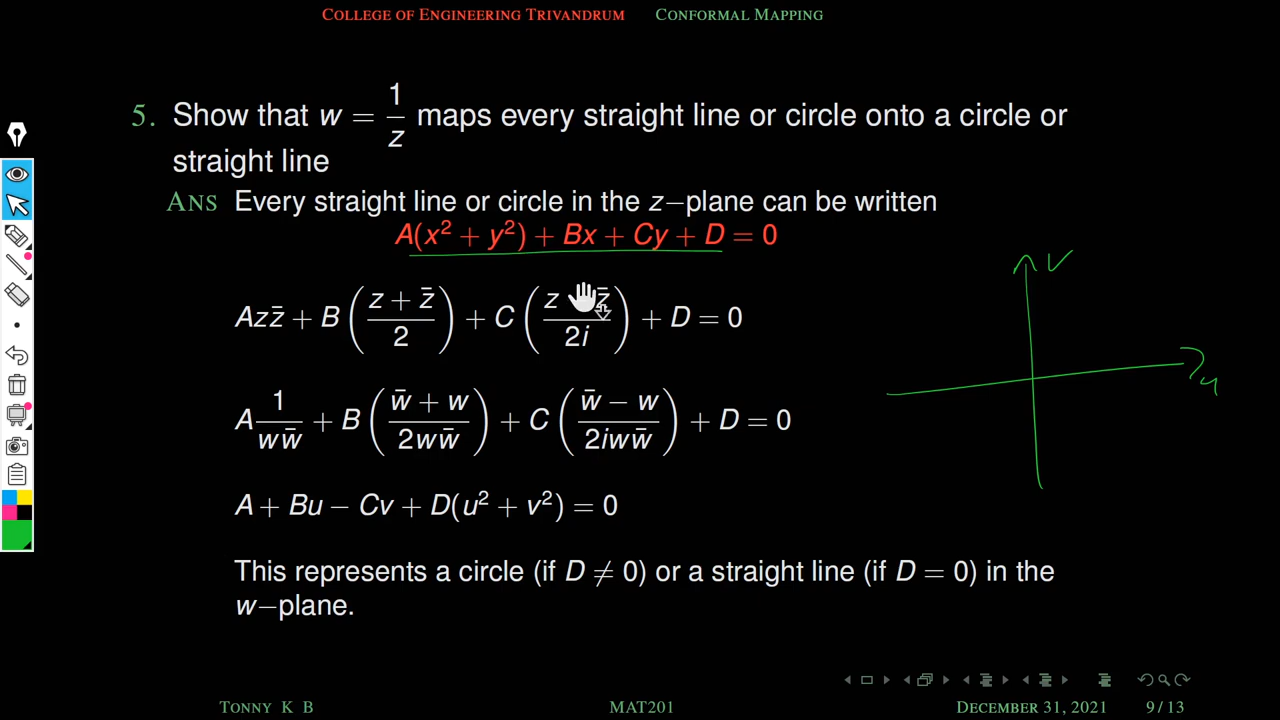 COLLEGE OF ENGINEERING TRIVANDRUM CONFORMAL MAPPING
5. Show that w = 1/z maps every straight line or circle onto a circle or
straight line
ANS Every straight line or circle in the z−plane can be written
A(x² + y²) + Bx + Cy + D = 0
Azz̄ + B((z + z̄)/2) + C((z z̄)/2i) + D = 0
A 1/(ww̄) + B((w̄ + w)/(2ww̄)) + C((w̄ − w)/(2iww̄)) + D = 0
A + Bu − Cv + D(u² + v²) = 0
This represents a circle (if D ≠ 0) or a straight line (if D = 0) in the
w−plane.
v
u
TONNY K B MAT201 DECEMBER 31, 2021 9 / 13